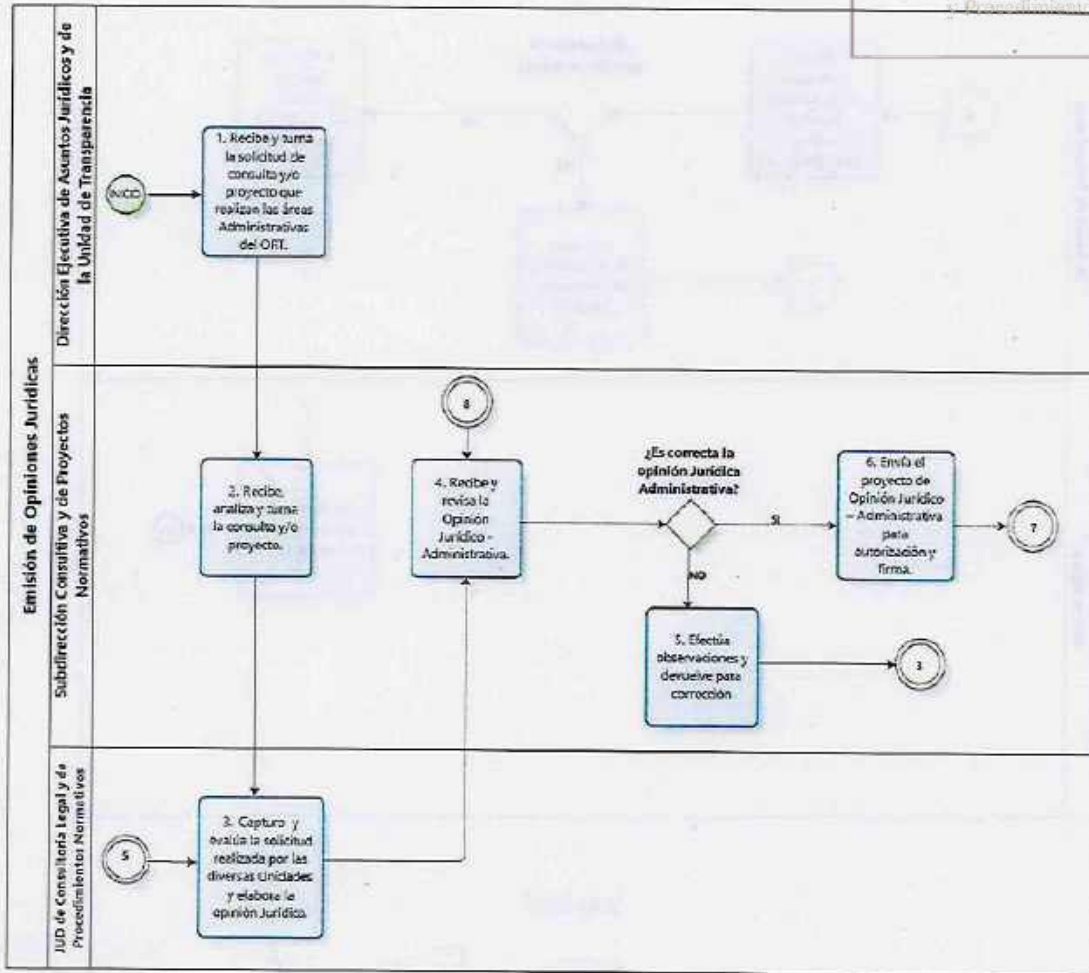 y Procedimiento
Emisión de Opiniones Jurídicas
Dirección Ejecutiva de Asuntos Jurídicos y de
la Unidad de Transparencia
INICIO
1. Recibe y turna
la solicitud de
consulta y/o
proyecto que
realizan las áreas
Administrativas
del ORT.
Subdirección Consultiva y de Proyectos
Normativos
2. Recibe,
analiza y turna
la consulta y/o
proyecto.
8
4. Recibe y
revisa la
Opinión
Jurídico -
Administrativa.
¿Es correcta la
opinión Jurídica
Administrativa?
SI
NO
6. Envía el
proyecto de
Opinión Jurídico
– Administrativa
para
autorización y
firma.
7
5. Efectúa
observaciones y
devuelve para
corrección
3
JUD de Consultoría Legal y de
Procedimientos Normativos
5
3. Captura y
evalúa la solicitud
realizada por las
diversas Unidades
y elabora la
opinión Jurídica.